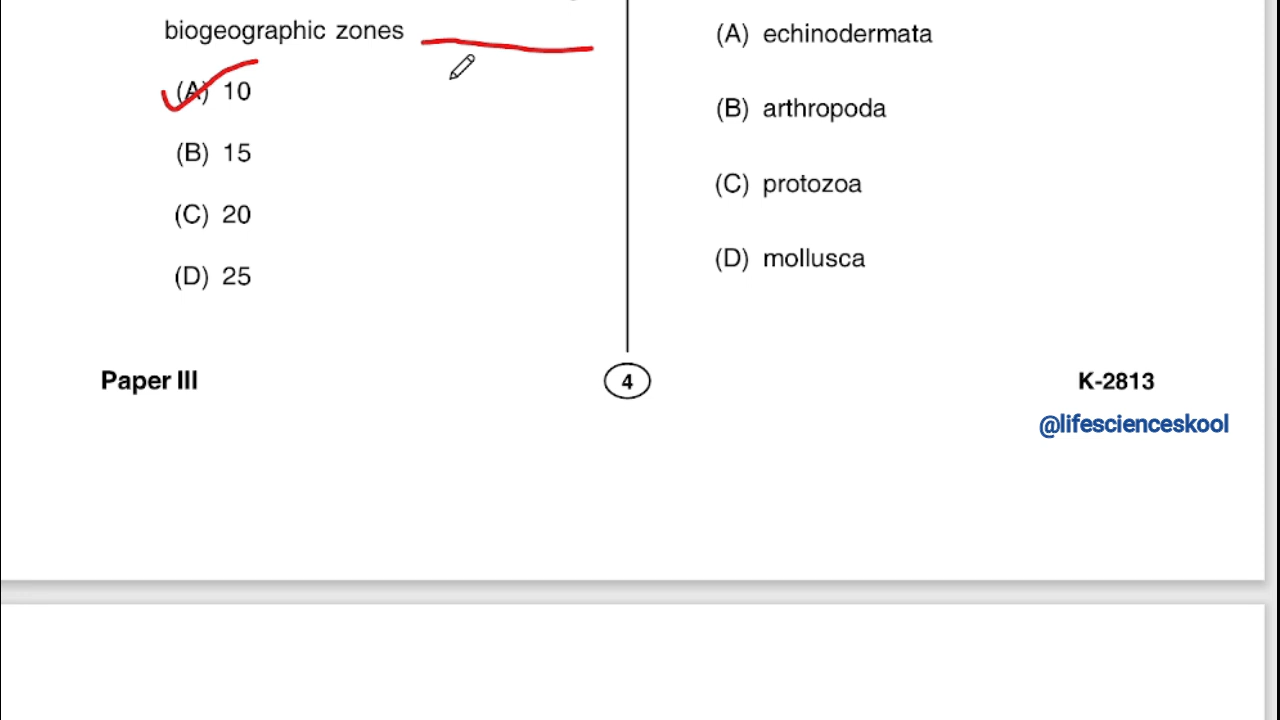 biogeographic zones
(A) 10
(B) 15
(C) 20
(D) 25
(A) echinodermata
(B) arthropoda
(C) protozoa
(D) mollusca
Paper III
4
K-2813
@lifescienceskool